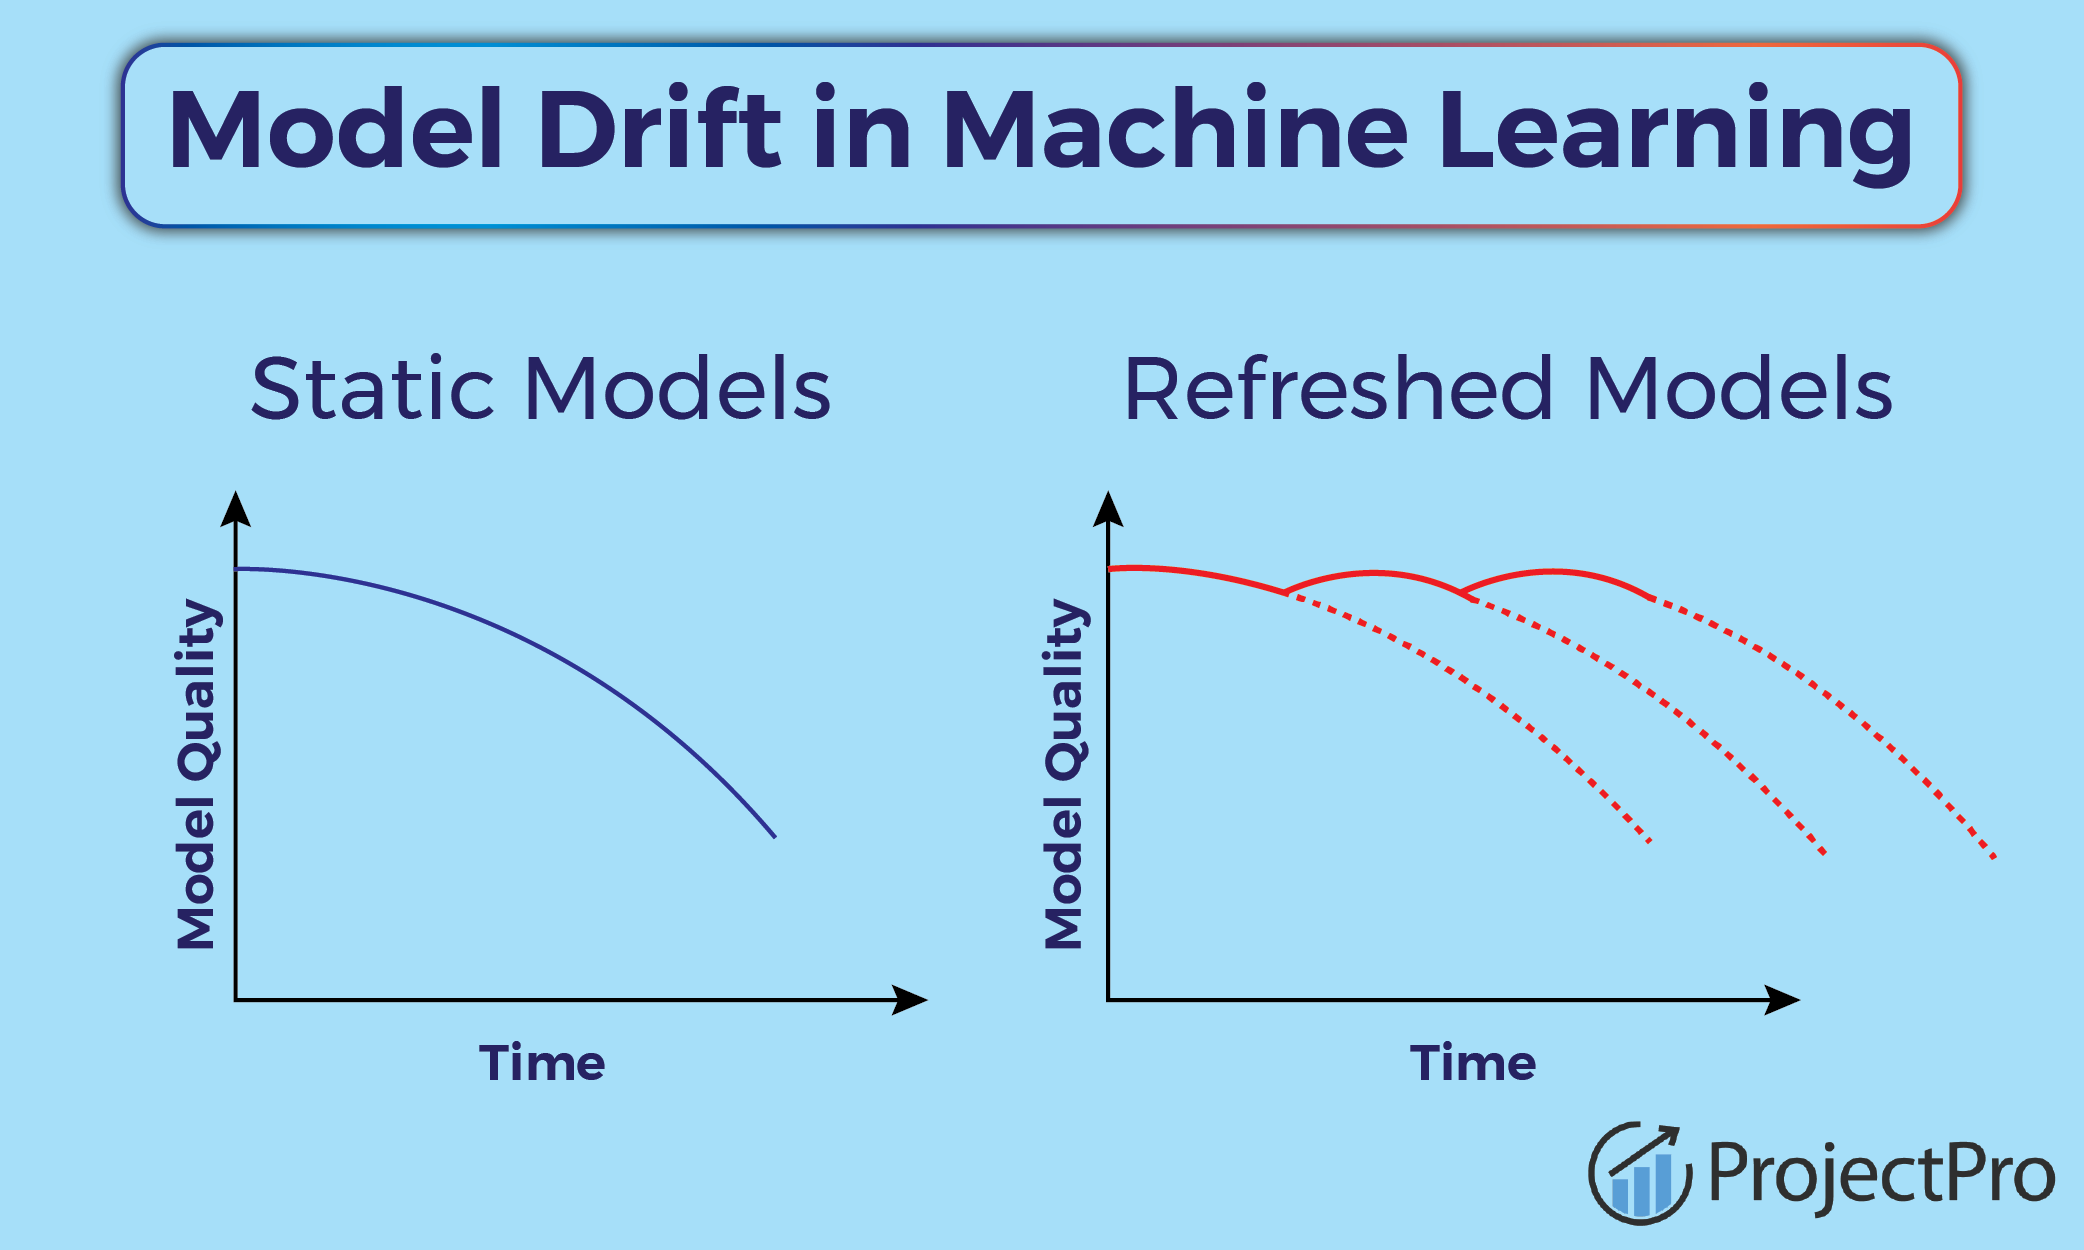 Model Drift in Machine Learning
Static Models
Refreshed Models
Model Quality
Time
Model Quality
Time
ProjectPro